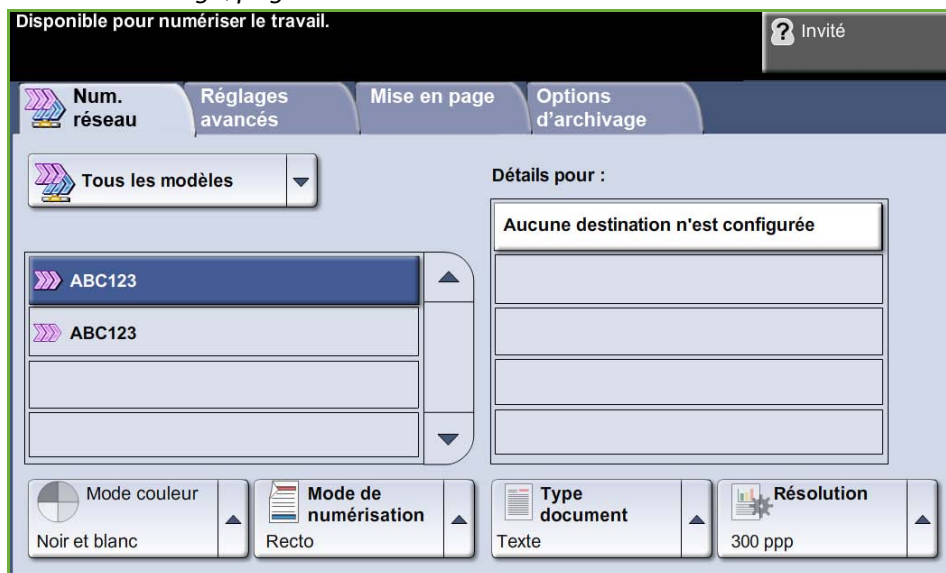 Disponible pour numériser le travail.
Invité
Num.
réseau
Réglages
avancés
Mise en page
Options
d'archivage
Tous les modèles
Détails pour :
Aucune destination n'est configurée
ABC123
ABC123
Mode couleur
Noir et blanc
Mode de
numérisation
Recto
Type
document
Texte
Résolution
300 ppp